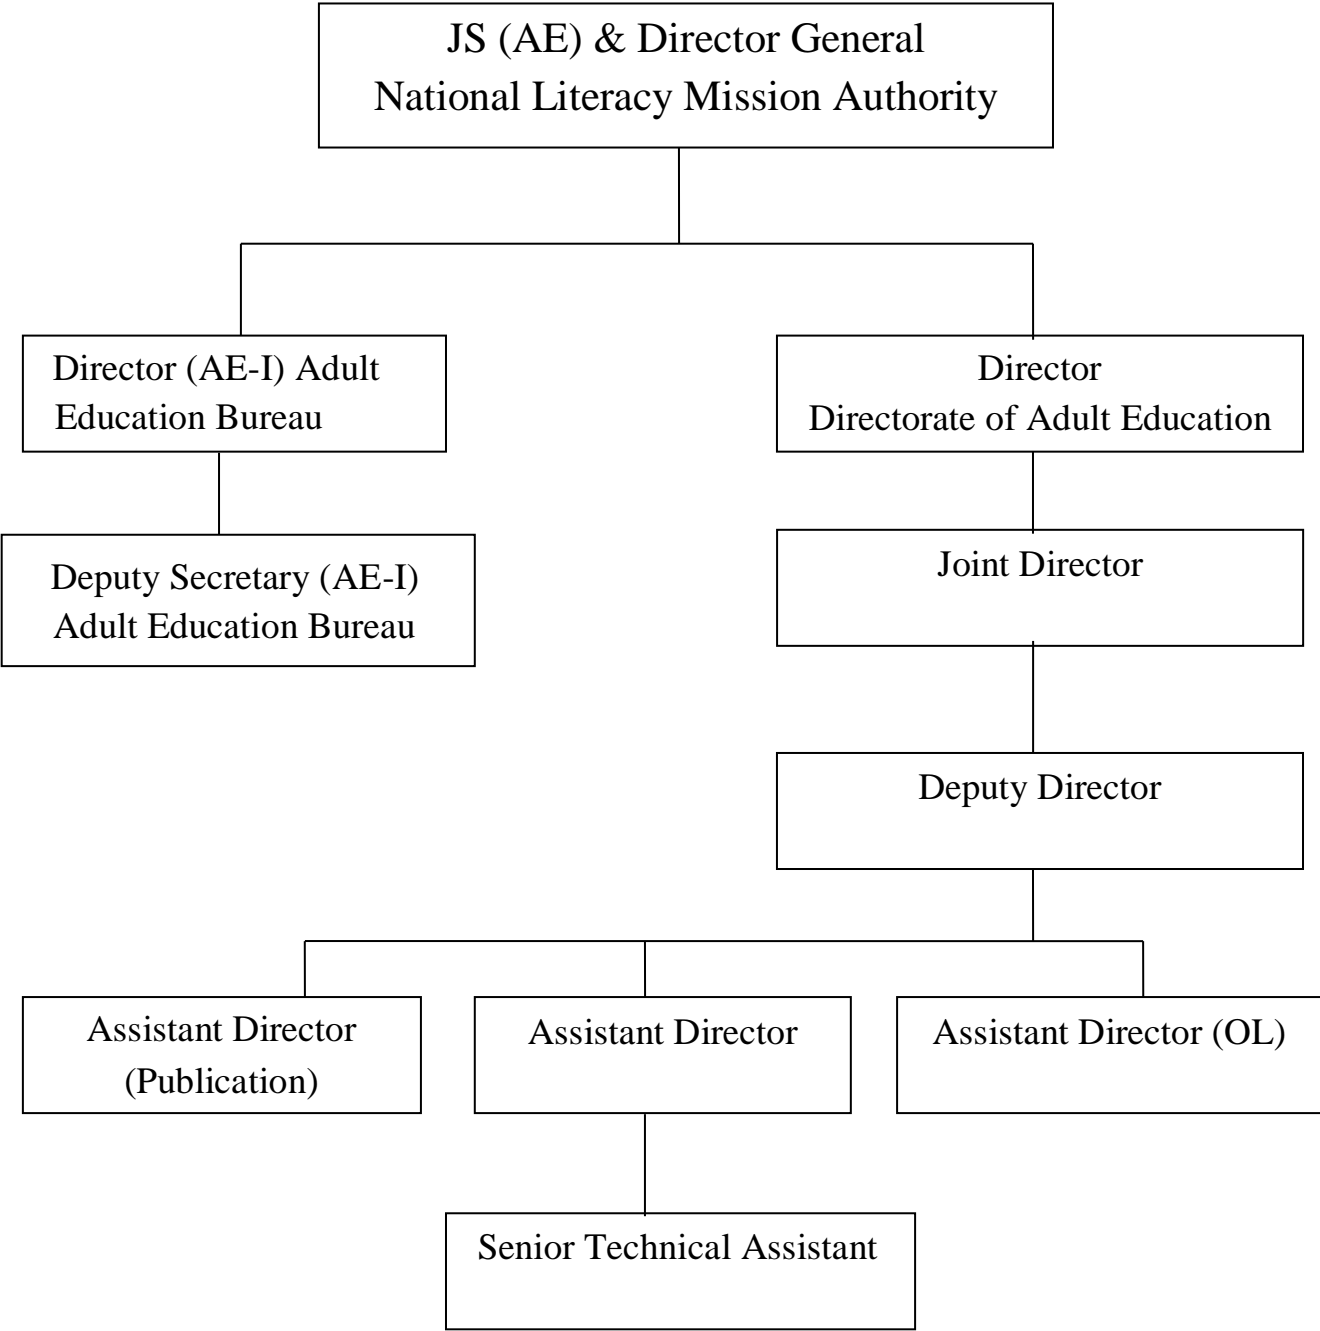 JS (AE) & Director General
National Literacy Mission Authority
Director (AE-I) Adult
Education Bureau
Director
Directorate of Adult Education
Deputy Secretary (AE-I)
Adult Education Bureau
Joint Director
Deputy Director
Assistant Director
(Publication)
Assistant Director
Assistant Director (OL)
Senior Technical Assistant